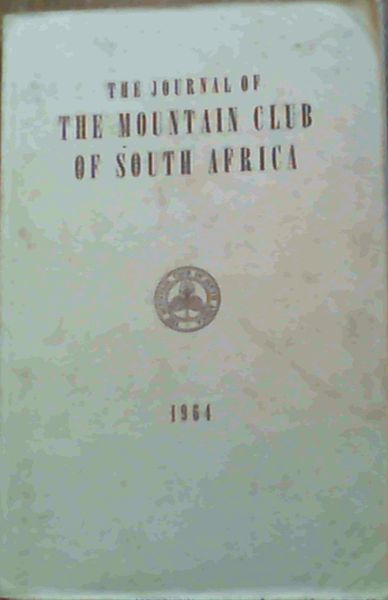 THE JOURNAL OF
THE MOUNTAIN CLUB
OF SOUTH AFRICA
1964